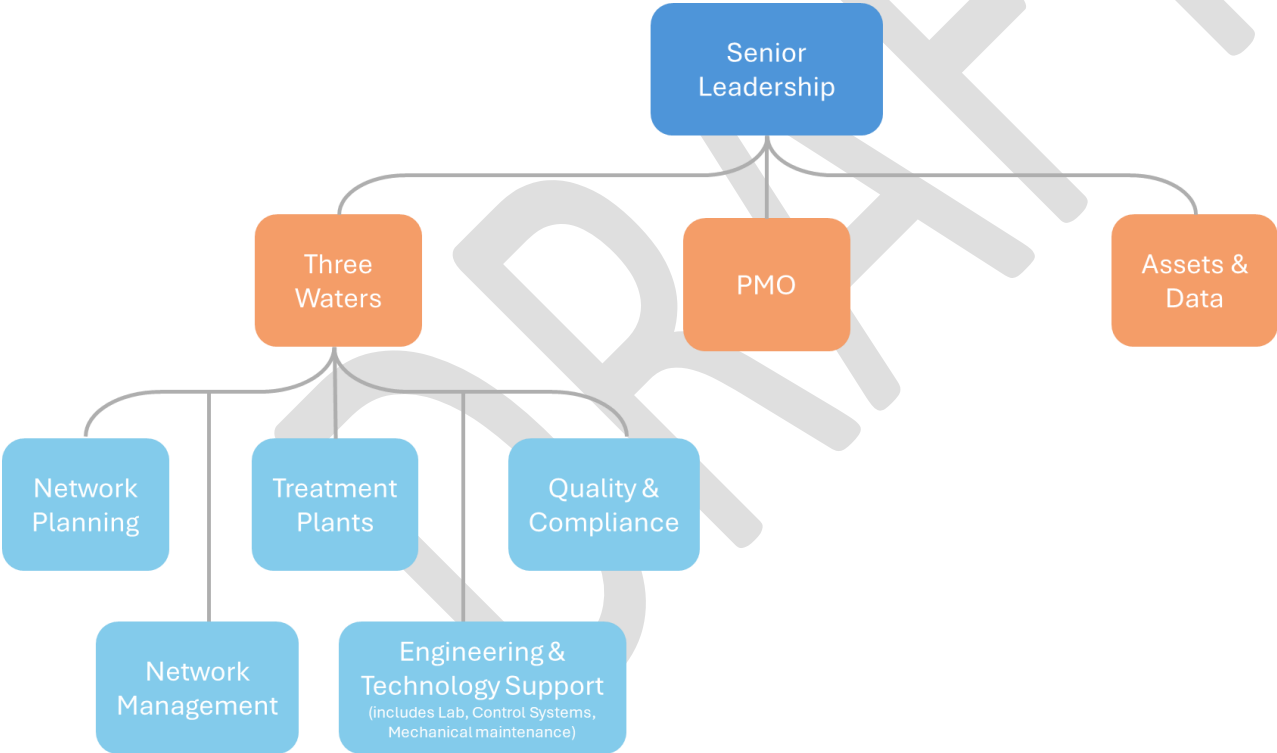 Senior
Leadership
Three
Waters
PMO
Assets &
Data
Network
Planning
Treatment
Plants
Quality &
Compliance
Network
Management
Engineering &
Technology Support
(includes Lab, Control Systems,
Mechanical maintenance)
DRAFT